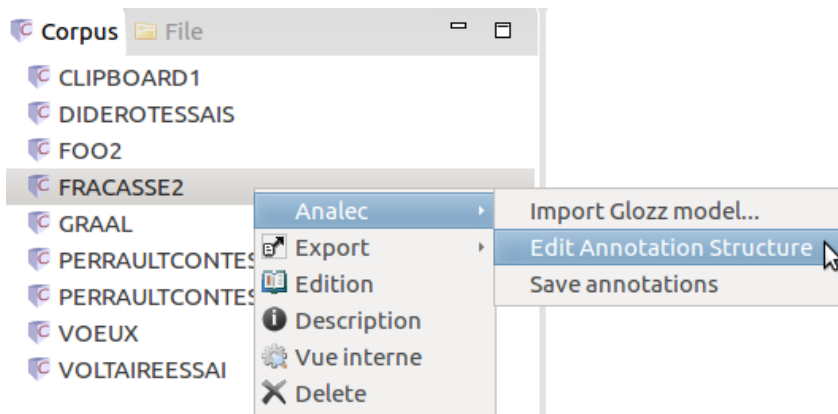 Corpus File
CLIPBOARD1
DIDEROTESSAIS
FOO2
FRACASSE2
GRAAL
PERRAULTCONTES
PERRAULTCONTES
VOEUX
VOLTAIREESSAI
Analec
Export
Edition
Description
Vue interne
Delete
Import Glozz model...
Edit Annotation Structure
Save annotations